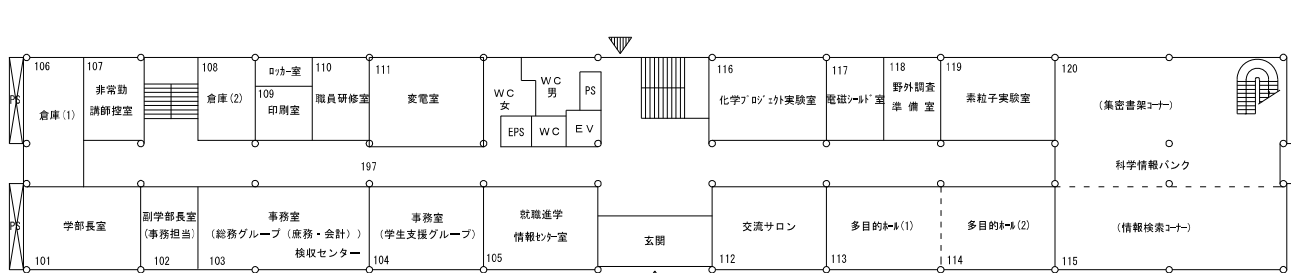 106
107
108
ロッカー室
110
111
116
117
118
119
120
PS
倉庫(1)
非常勤
講師控室
倉庫(2)
109
印刷室
職員研修室
変電室
WC
女
WC
男
PS
EPS
WC
EV
化学プロジェクト実験室
電磁シールド室
野外調査
準備室
素粒子実験室
(集密書架コーナー)
197
科学情報バンク
PS
学部長室
副学部長室
(事務担当)
事務室
(総務グループ(庶務・会計))
検収センター
事務室
(学生支援グループ)
就職進学
情報センター室
玄関
交流サロン
多目的ホール(1)
多目的ホール(2)
(情報検索コーナー)
101
102
103
104
105
112
113
114
115